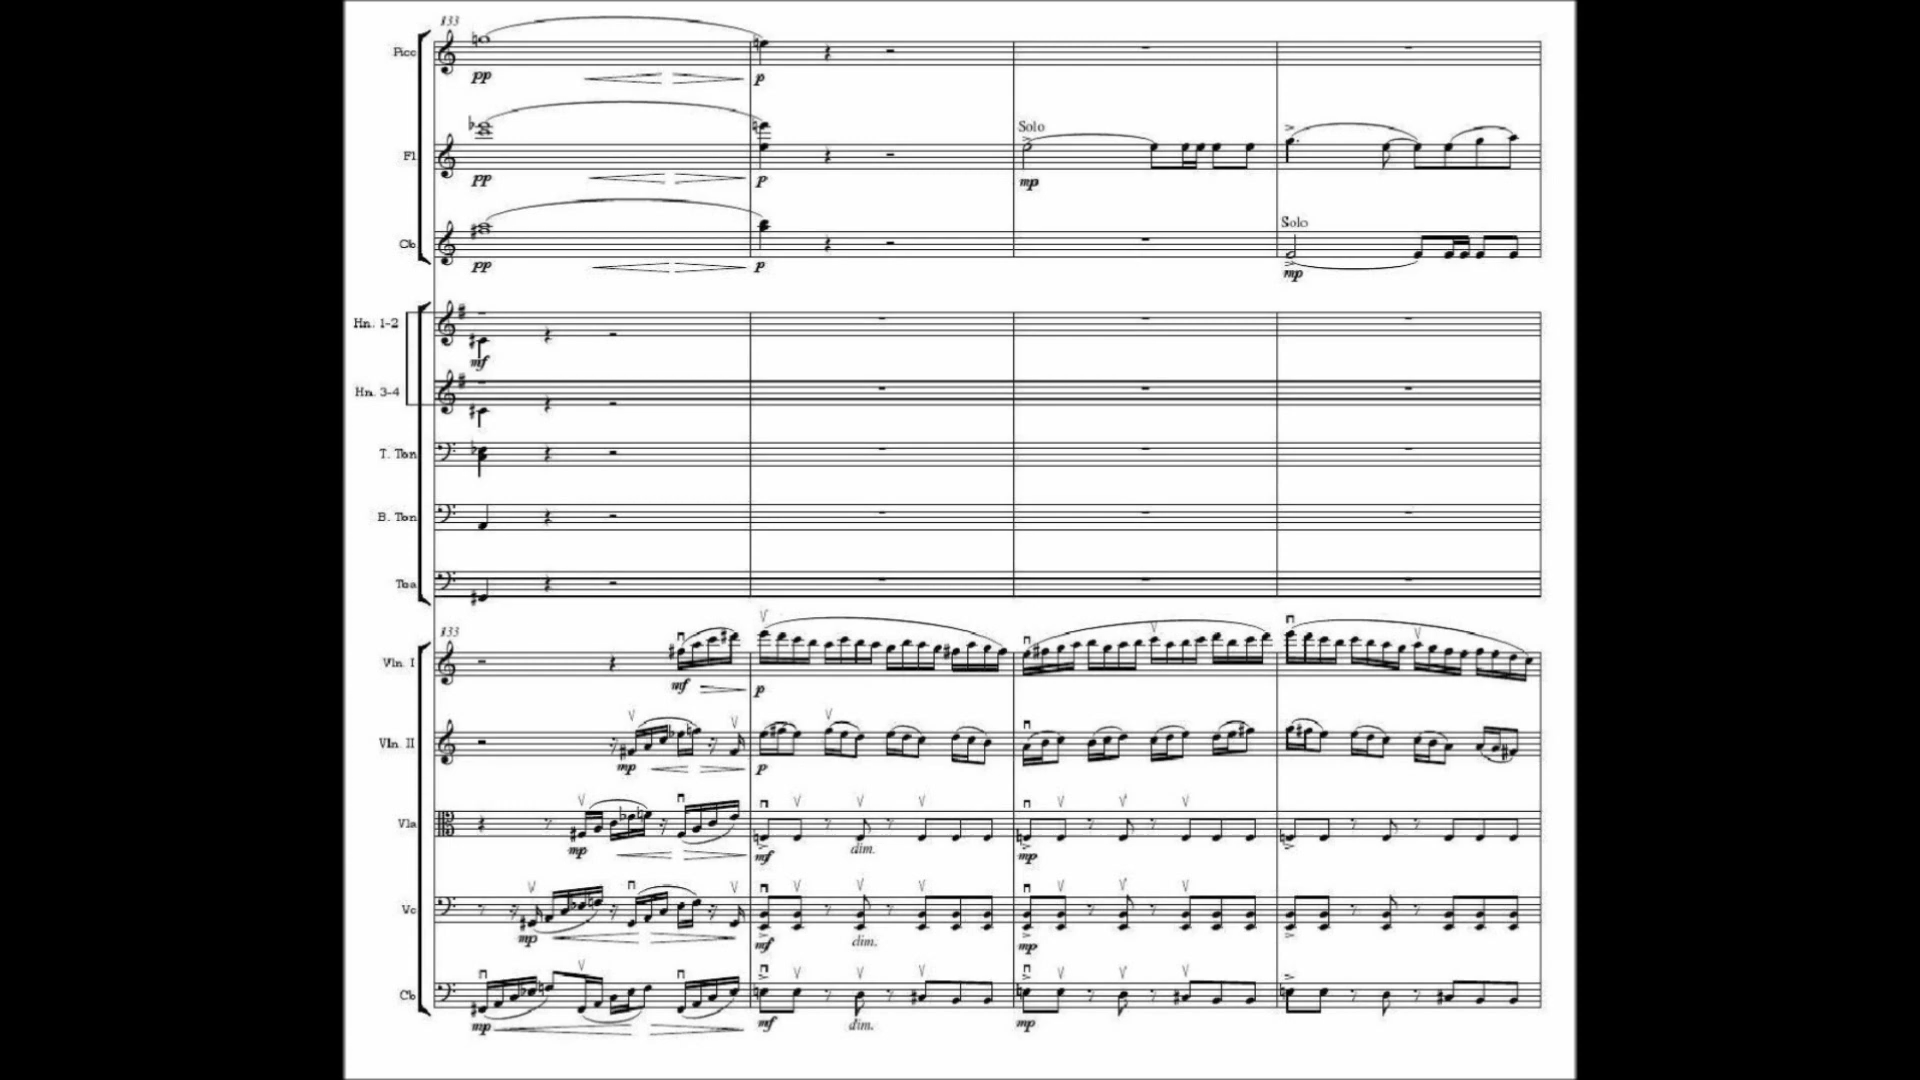 133
Picc
pp p
Fl Solo
pp p mp
Cb Solo
pp p mp
Hn. 1-2
mf
Hn. 3-4
T. Tbn
B. Tbn
Tba
133
Vln. I
mf p
Vln. II
mp p
Vla
mp mf dim. mp
Vc
mp mf dim. mp
Cb
mp mf dim. mp